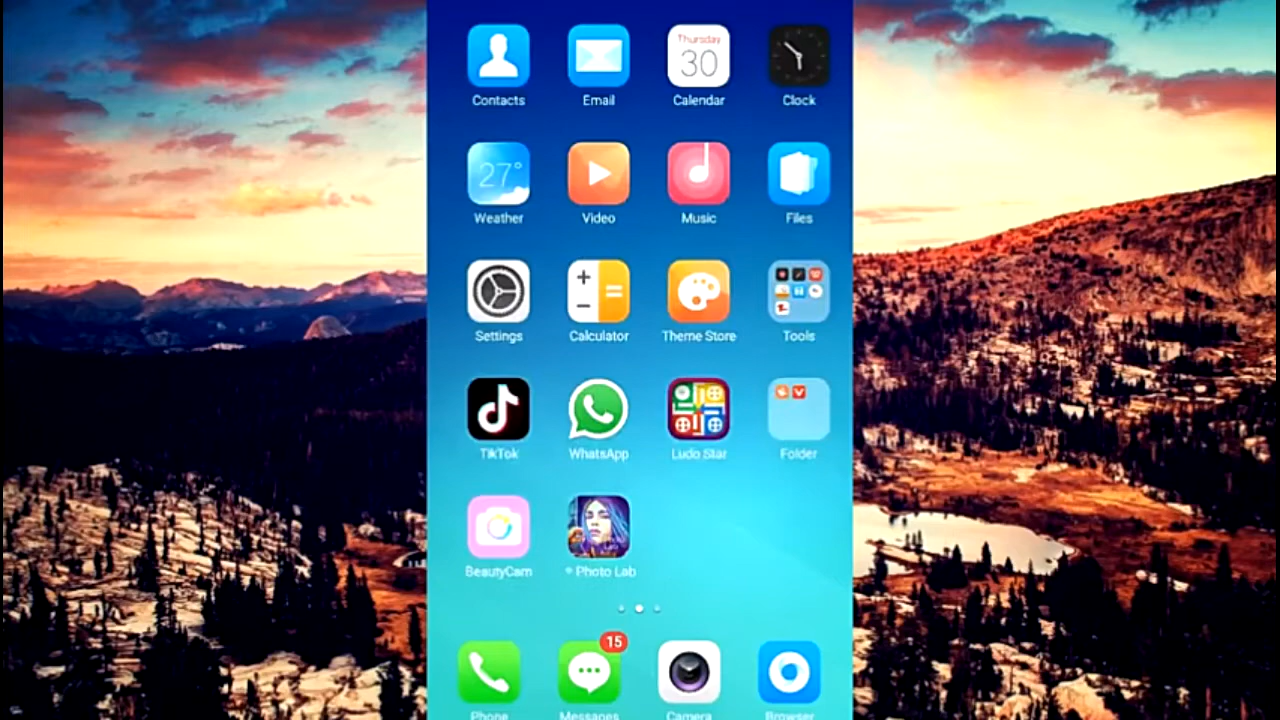 Thursday
30
Contacts
Email
Calendar
Clock
27°
Weather
Video
Music
Files
Settings
Calculator
Theme Store
Tools
TikTok
WhatsApp
Ludo Star
Folder
BeautyCam
Photo Lab
15
Phone
Messages
Camera
Browser